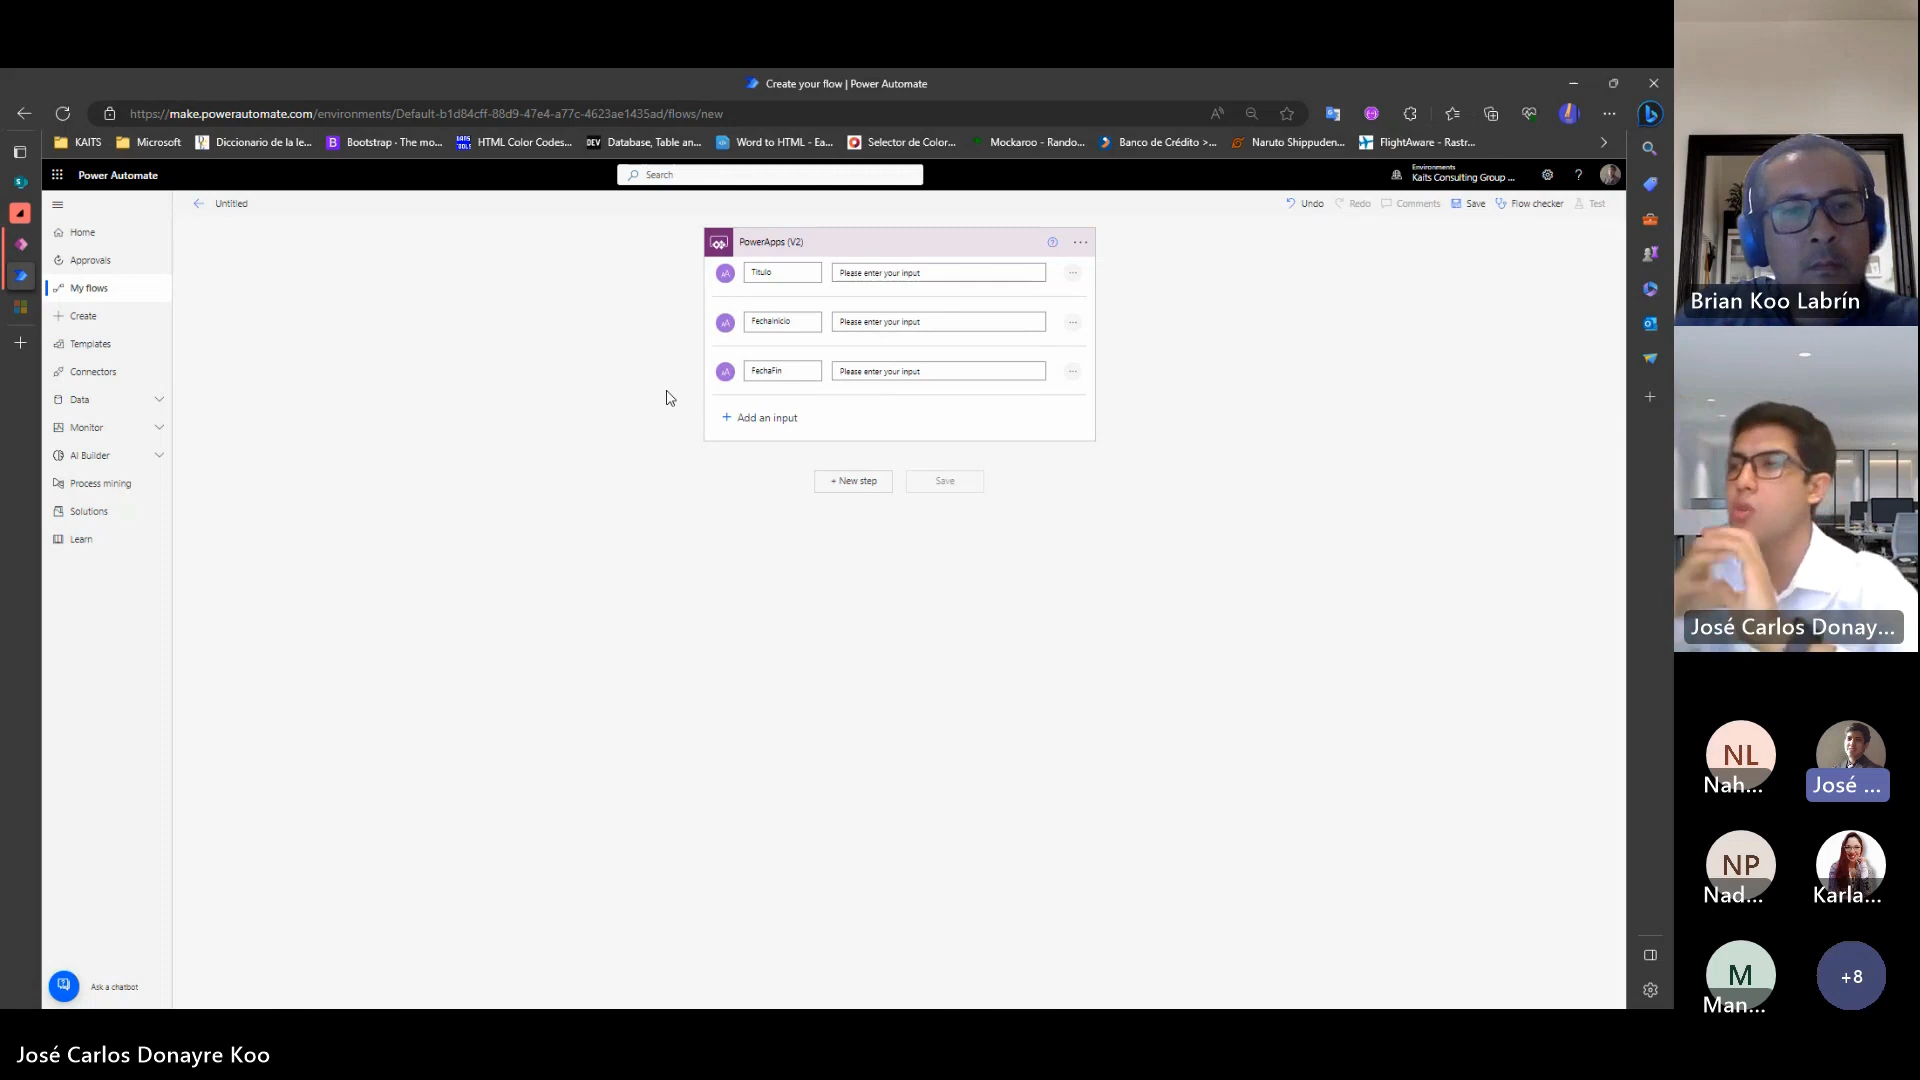 Create your flow | Power Automate
https://make.powerautomate.com/environments/Default-b1d84cff-88d9-47e4-a77c-4623ae1435ad/flows/new
KAITS
Microsoft
Diccionario de la le...
Bootstrap - The mo...
HTML Color Codes...
Database, Table an...
Word to HTML - Ea...
Selector de Color...
Mockaroo - Rando...
Banco de Crédito >...
Naruto Shippuden...
FlightAware - Rastr...
Power Automate
Search
Environments
Kaits Consulting Group ...
Untitled
Undo
Redo
Comments
Save
Flow checker
Test
Home
Approvals
My flows
Create
Templates
Connectors
Data
Monitor
AI Builder
Process mining
Solutions
Learn
Ask a chatbot
PowerApps (V2)
Titulo
Please enter your input
FechaInicio
Please enter your input
FechaFin
Please enter your input
+ Add an input
+ New step
Save
Brian Koo Labrín
José Carlos Donay...
NL
Nah...
José ...
NP
Nad...
Karla...
M
Man...
+8
José Carlos Donayre Koo